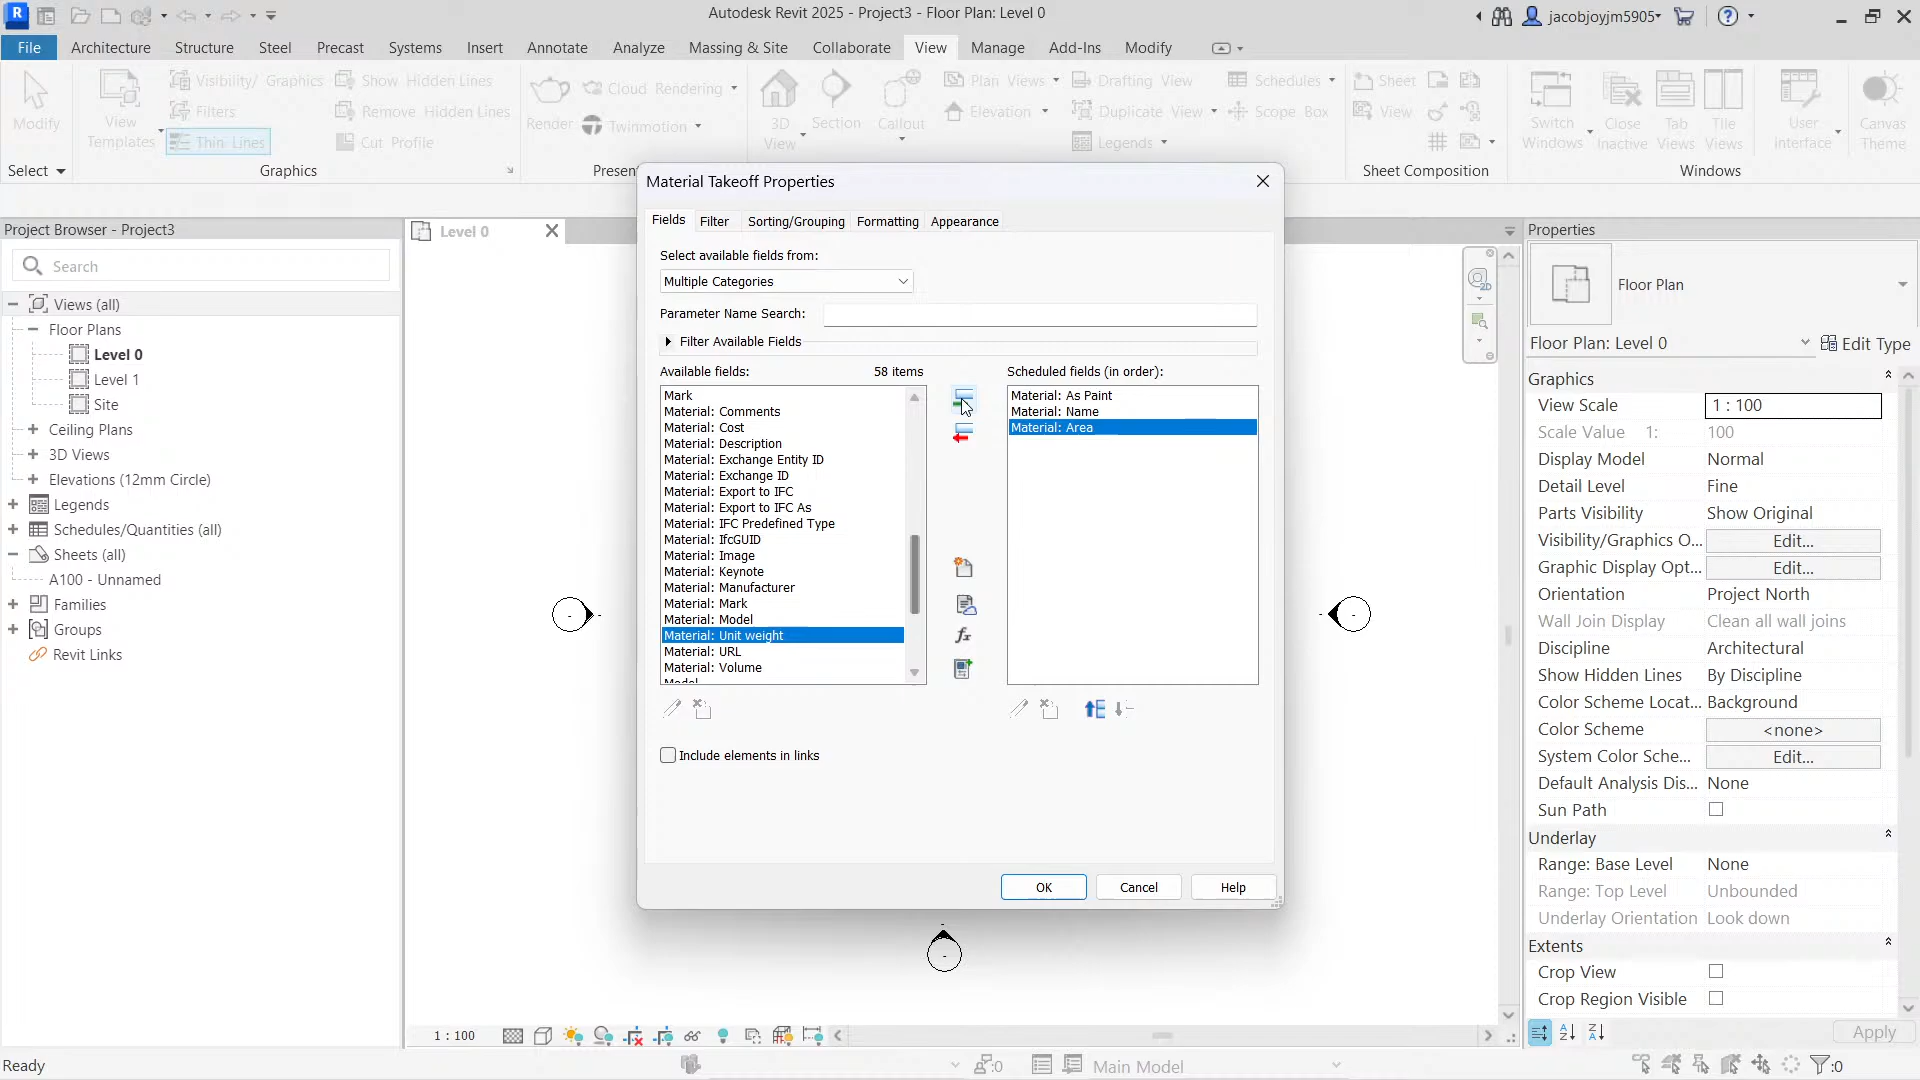 Autodesk Revit 2025 - Project3 - Floor Plan: Level 0
jacobjoyjm5905
File
Architecture
Structure
Steel
Precast
Systems
Insert
Annotate
Analyze
Massing & Site
Collaborate
View
Manage
Add-Ins
Modify
Modify
View
Templates
Visibility/ Graphics
Filters
Thin Lines
Show Hidden Lines
Remove Hidden Lines
Cut Profile
Render
Cloud Rendering
Twinmotion
3D
View
Section
Callout
Plan Views
Elevation
Drafting View
Duplicate View
Legends
Schedules
Scope Box
Sheet
View
Switch
Windows
Close
Inactive
Tab
Views
Tile
Views
User
Interface
Canvas
Theme
Select
Graphics
Presen
Sheet Composition
Windows
Project Browser - Project3
Search
Views (all)
Floor Plans
Level 0
Level 1
Site
Ceiling Plans
3D Views
Elevations (12mm Circle)
Legends
Schedules/Quantities (all)
Sheets (all)
A100 - Unnamed
Families
Groups
Revit Links
Level 0
Material Takeoff Properties
Fields
Filter
Sorting/Grouping
Formatting
Appearance
Select available fields from:
Multiple Categories
Parameter Name Search:
Filter Available Fields
Available fields:
58 items
Mark
Material: Comments
Material: Cost
Material: Description
Material: Exchange Entity ID
Material: Exchange ID
Material: Export to IFC
Material: Export to IFC As
Material: IFC Predefined Type
Material: IfcGUID
Material: Image
Material: Keynote
Material: Manufacturer
Material: Mark
Material: Model
Material: Unit weight
Material: URL
Material: Volume
Model
Scheduled fields (in order):
Material: As Paint
Material: Name
Material: Area
Include elements in links
OK
Cancel
Help
2D
Properties
Floor Plan
Floor Plan: Level 0
Edit Type
Graphics
View Scale
1 : 100
Scale Value 1:
100
Display Model
Normal
Detail Level
Fine
Parts Visibility
Show Original
Visibility/Graphics O...
Edit...
Graphic Display Opt...
Edit...
Orientation
Project North
Wall Join Display
Clean all wall joins
Discipline
Architectural
Show Hidden Lines
By Discipline
Color Scheme Locat...
Background
Color Scheme
<none>
System Color Sche...
Edit...
Default Analysis Dis...
None
Sun Path
Underlay
Range: Base Level
None
Range: Top Level
Unbounded
Underlay Orientation
Look down
Extents
Crop View
Crop Region Visible
Apply
1 : 100
Ready
:0
Main Model
:0